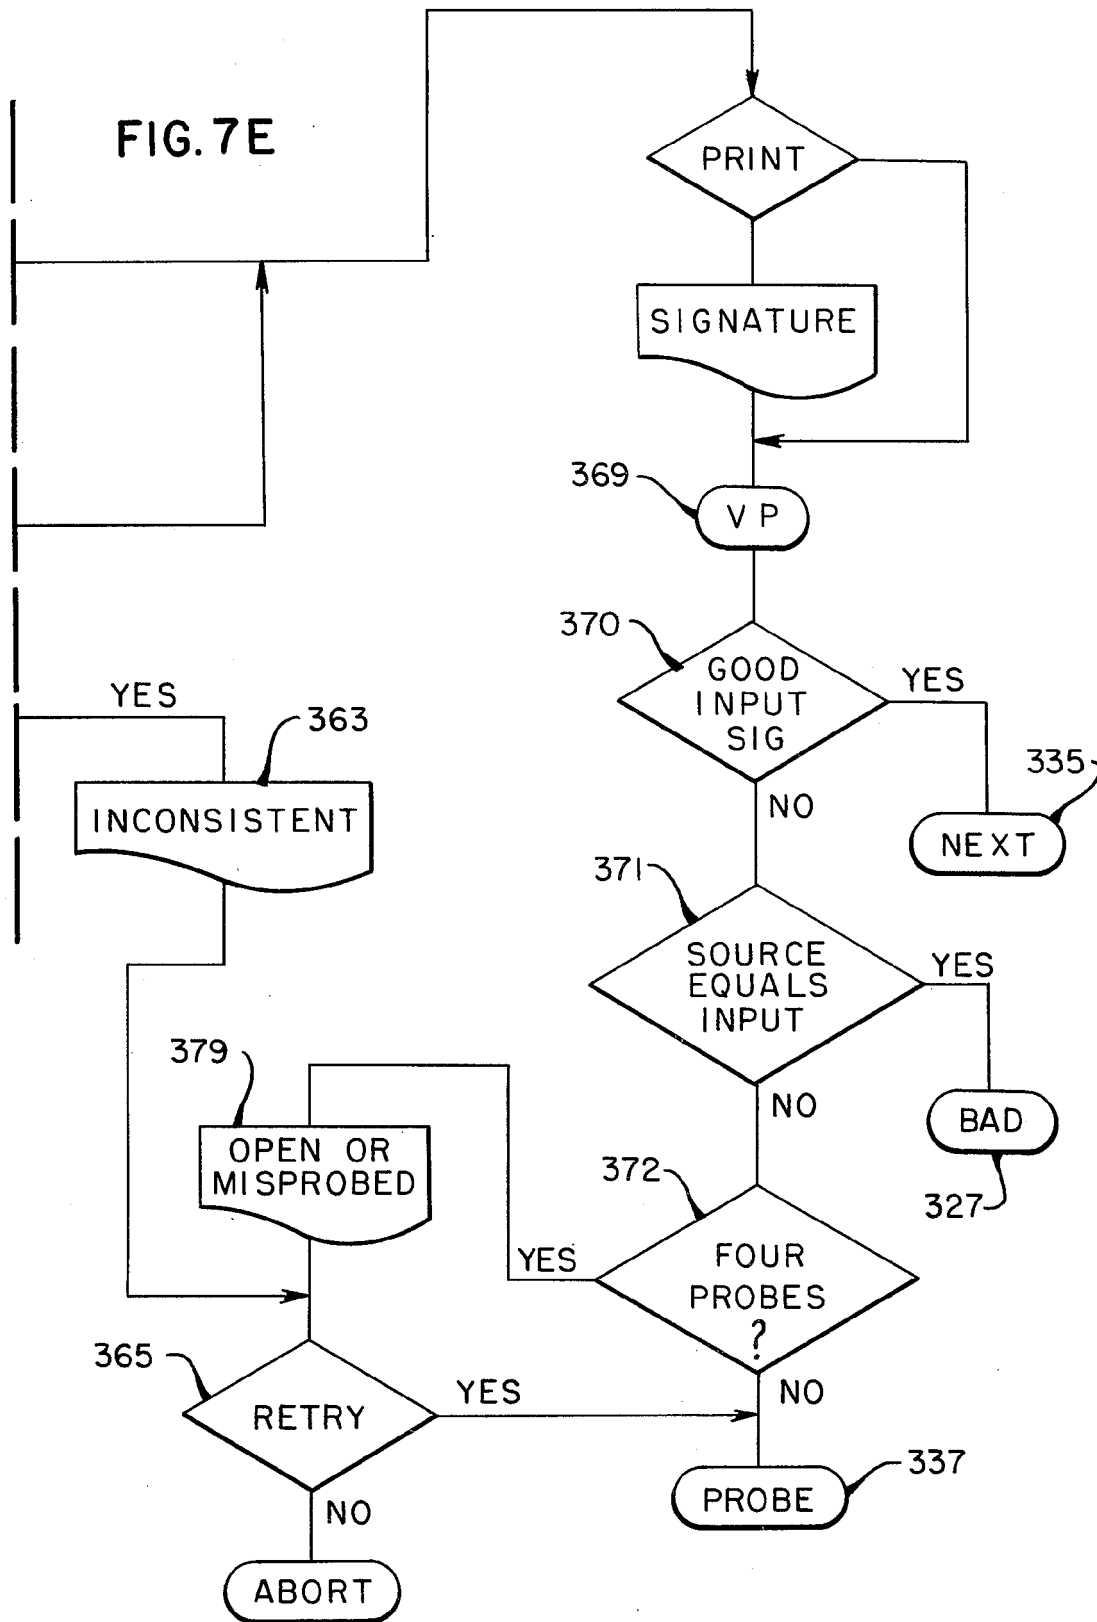 FIG. 7E
PRINT
SIGNATURE
369
VP
370
GOOD
INPUT
SIG
YES
NO
335
NEXT
YES
363
INCONSISTENT
371
SOURCE
EQUALS
INPUT
YES
NO
BAD
327
379
OPEN OR
MISPROBED
372
FOUR
PROBES
?
YES
NO
365
RETRY
YES
NO
337
PROBE
ABORT